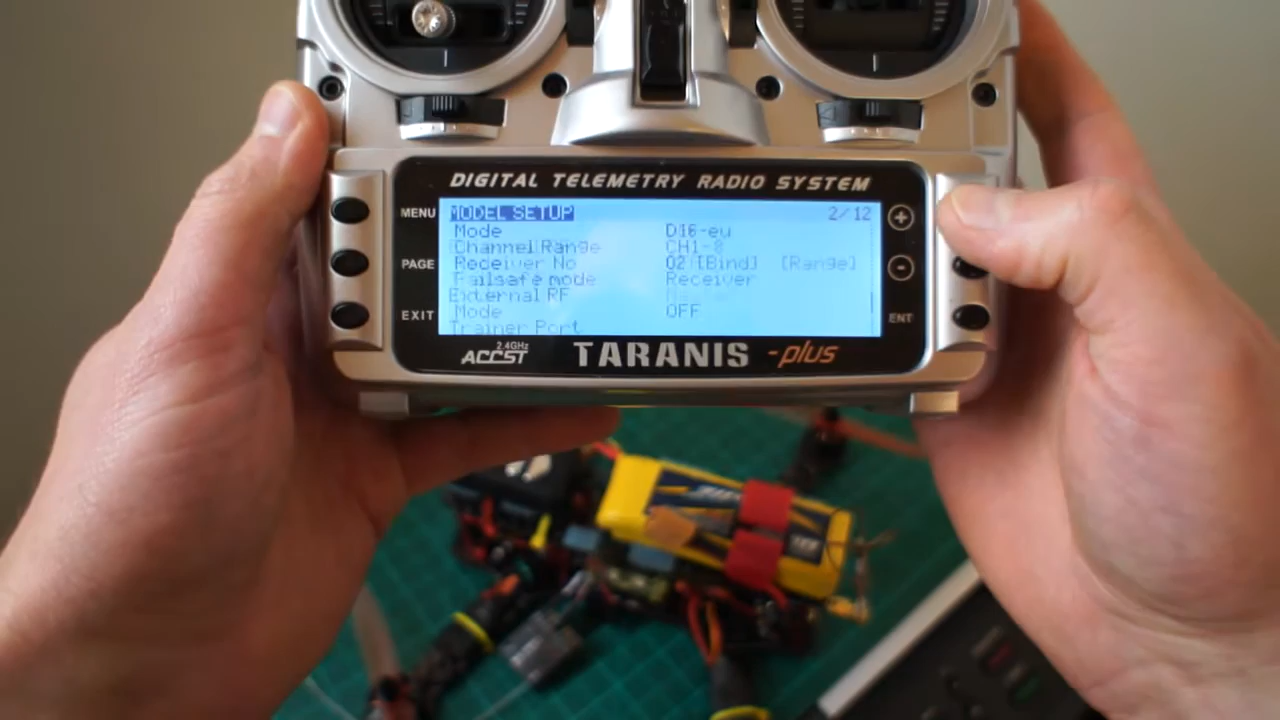 DIGITAL TELEMETRY RADIO SYSTEM
MENU
PAGE
EXIT
MODEL SETUP 2/12
Mode D16-eu
Channel Range CH1-8
Receiver No 02 [Bind] [Range]
Failsafe mode Receiver
External RF
Mode OFF
Trainer Port
+
-
ENT
2.4GHz
ACCST
TARANIS -plus